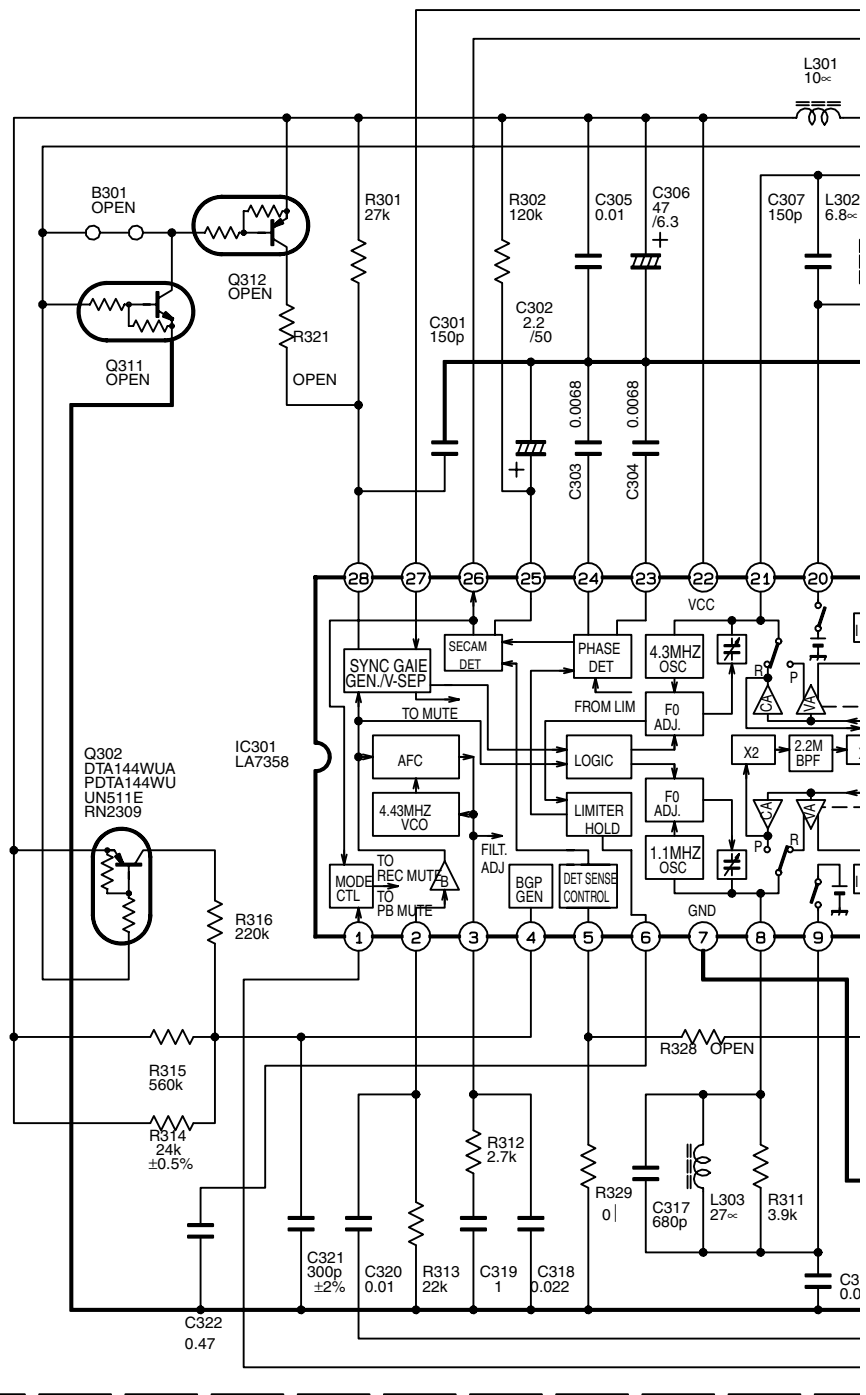 L301
10∝
B301
OPEN
R301
27k
R302
120k
C305
0.01
C306
47
/6.3
+
C307
150p
L302
6.8∝
Q312
OPEN
R321
OPEN
C301
150p
C302
2.2
/50
+
Q311
OPEN
0.0068
C303
0.0068
C304
28
27
26
25
24
23
22
21
20
VCC
SECAM
DET
PHASE
DET
4.3MHZ
OSC
SYNC GAIE
GEN./V-SEP
R
P
CA
VA
TO MUTE
FROM LIM
F0
ADJ.
IC301
LA7358
AFC
LOGIC
X2
2.2M
BPF
Q302
DTA144WUA
PDTA144WU
UN511E
RN2309
4.43MHZ
VCO
LIMITER
HOLD
F0
ADJ.
CA
VA
FILT.
ADJ
P
R
1.1MHZ
OSC
TO
REC MUTE
TO
PB MUTE
B
MODE
CTL
BGP
GEN
DET SENSE
CONTROL
GND
1
2
3
4
5
6
7
8
9
R316
220k
R315
560k
R328
OPEN
R314
24k
±0.5%
R312
2.7k
R329
0
C317
680p
L303
27∝
R311
3.9k
C321
300p
±2%
C320
0.01
R313
22k
C319
1
C318
0.022
C3
0.0
C322
0.47